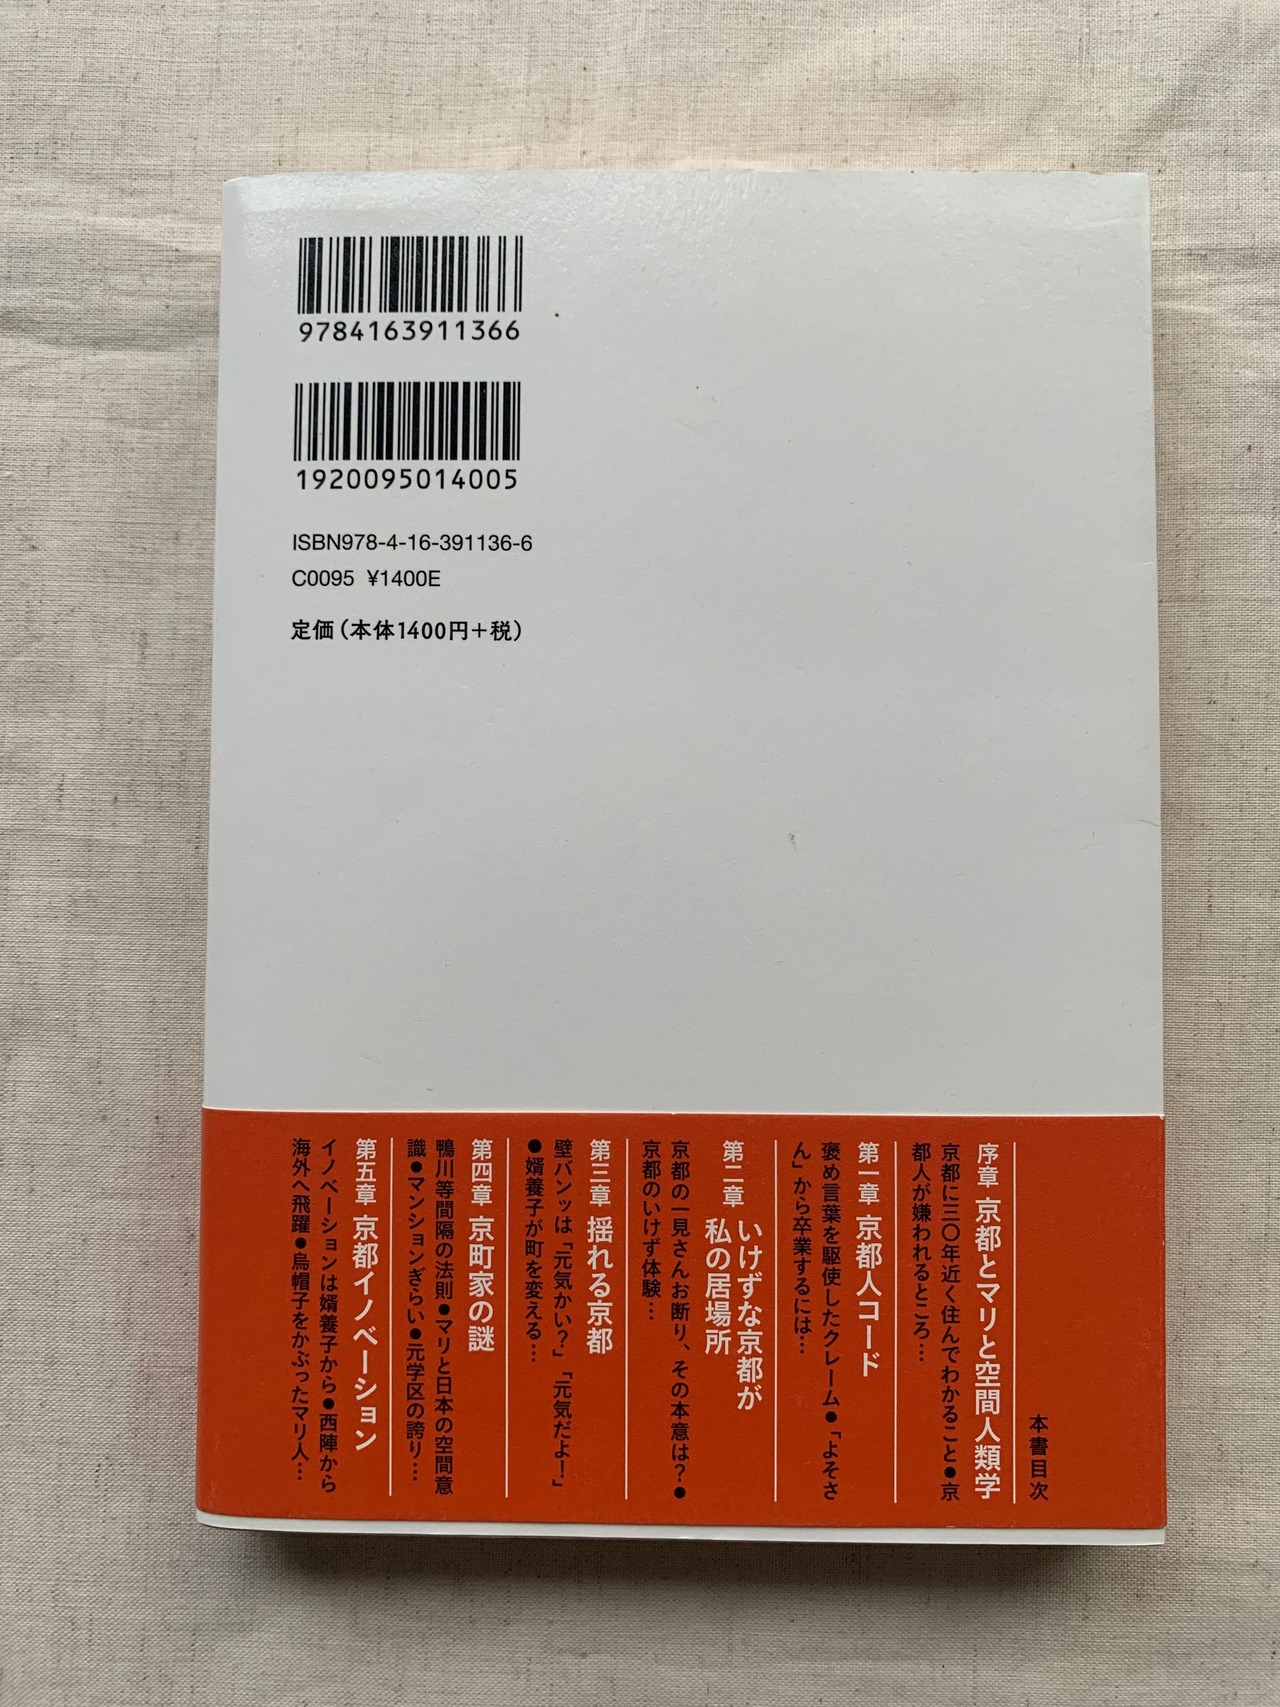 9784163911366
1920095014005
ISBN978-4-16-391136-6
C0095 ¥1400E
定価(本体1400円+税)
本書目次
序章 京都とマリと空間人類学
京都に三〇年近く住んでわかること●京
都人が嫌われるところ…
第一章 京都人コード
褒め言葉を駆使したクレーム●「よそさ
ん」から卒業するには…
第二章 いけずな京都が
私の居場所
京都の一見さんお断り、その本意は?●
京都のいけず体験…
第三章 揺れる京都
壁バンッは「元気かい?」「元気だよ!」
●婿養子が町を変える…
第四章 京町家の謎
鴨川等間隔の法則●マリと日本の空間意
識●マンションぎらい●元学区の誇り…
第五章 京都イノベーション
イノベーションは婿養子から●西陣から
海外へ飛躍●烏帽子をかぶったマリ人…